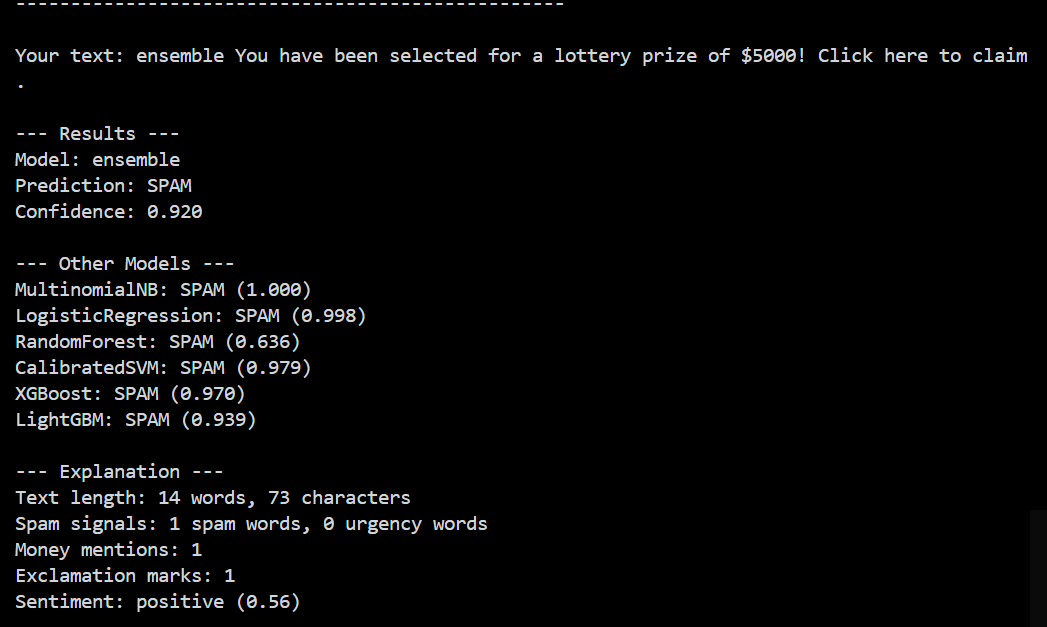 --------------------------------------------------
Your text: ensemble You have been selected for a lottery prize of $5000! Click here to claim
.
--- Results ---
Model: ensemble
Prediction: SPAM
Confidence: 0.920
--- Other Models ---
MultinomialNB: SPAM (1.000)
LogisticRegression: SPAM (0.998)
RandomForest: SPAM (0.636)
CalibratedSVM: SPAM (0.979)
XGBoost: SPAM (0.970)
LightGBM: SPAM (0.939)
--- Explanation ---
Text length: 14 words, 73 characters
Spam signals: 1 spam words, 0 urgency words
Money mentions: 1
Exclamation marks: 1
Sentiment: positive (0.56)